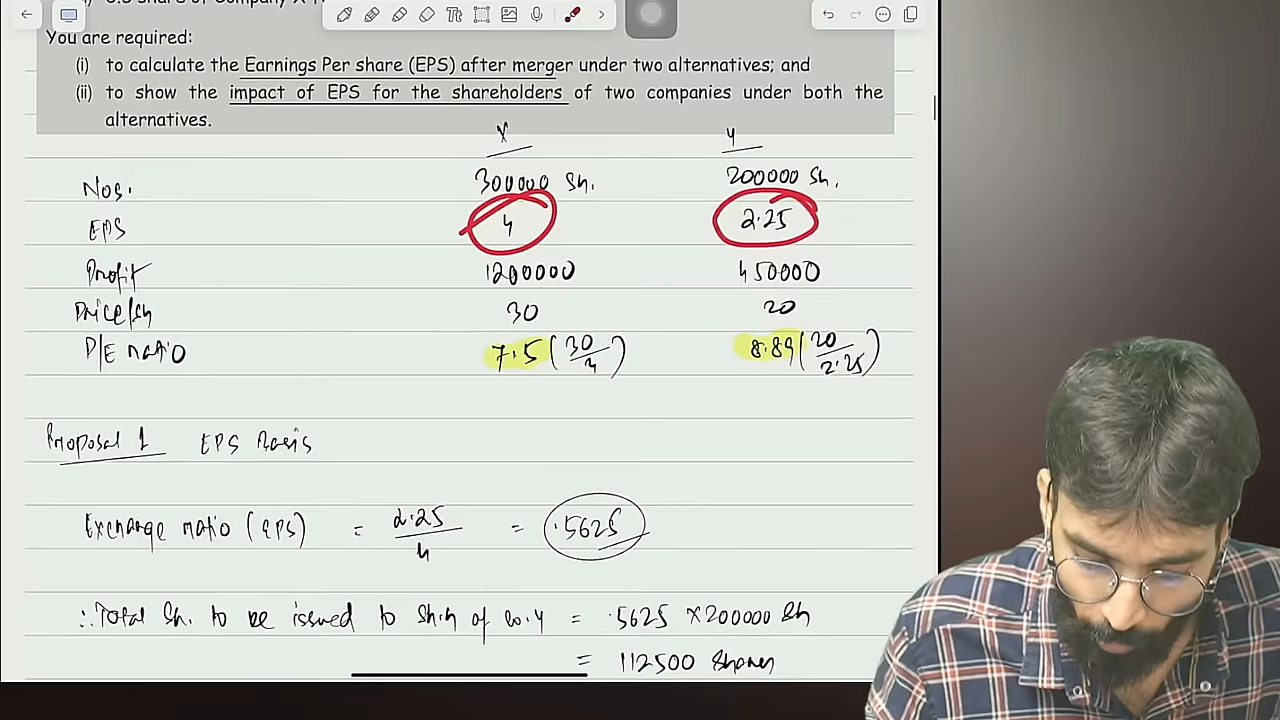 You are required:
(i) to calculate the Earnings Per share (EPS) after merger under two alternatives; and
(ii) to show the impact of EPS for the shareholders of two companies under both the
alternatives.
X Y
Nos. 300000 Sh. 200000 Sh.
EPS 4 2.25
Profit 1200000 450000
Price/sh 30 20
P/E ratio 7.5 (30/4) 8.89 (20/2.25)
Proposal 1 EPS Basis
Exchange ratio (EPS) = 2.25/4 = .5625
∴ Total Sh. to be issued to Sh.h of co. Y = .5625 × 200000 Sh
= 112500 Shares